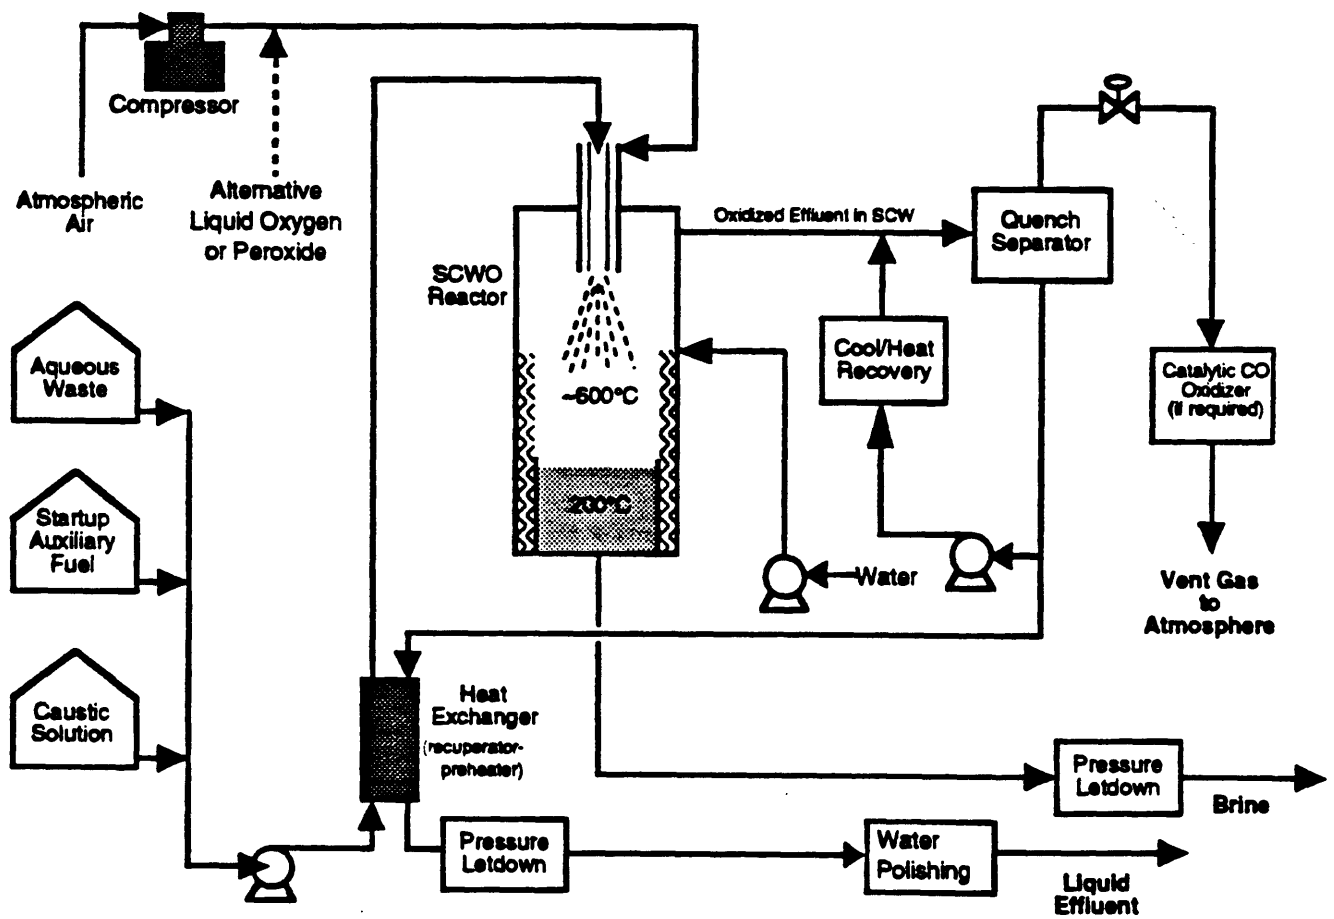 Compressor
Atmospheric
Air
Alternative
Liquid Oxygen
or Peroxide
Oxidized Effluent in SCW
Quench
Separator
SCWO
Reactor
Aqueous
Waste
~600°C
Cool/Heat
Recovery
Catalytic CO
Oxidizer
(if required)
200°C
Startup
Auxiliary
Fuel
Water
Vent Gas
to
Atmosphere
Caustic
Solution
Heat
Exchanger
(recuperator-
preheater)
Pressure
Letdown
Brine
Pressure
Letdown
Water
Polishing
Liquid
Effluent